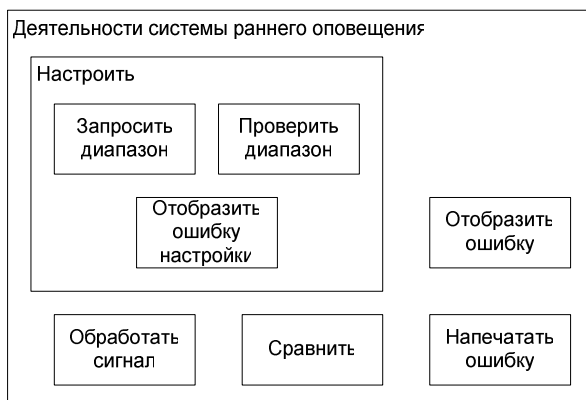 Деятельности системы раннего оповещения
Настроить
Запросить
диапазон
Проверить
диапазон
Отобразить
ошибку
настройки
Отобразить
ошибку
Обработать
сигнал
Сравнить
Напечатать
ошибку